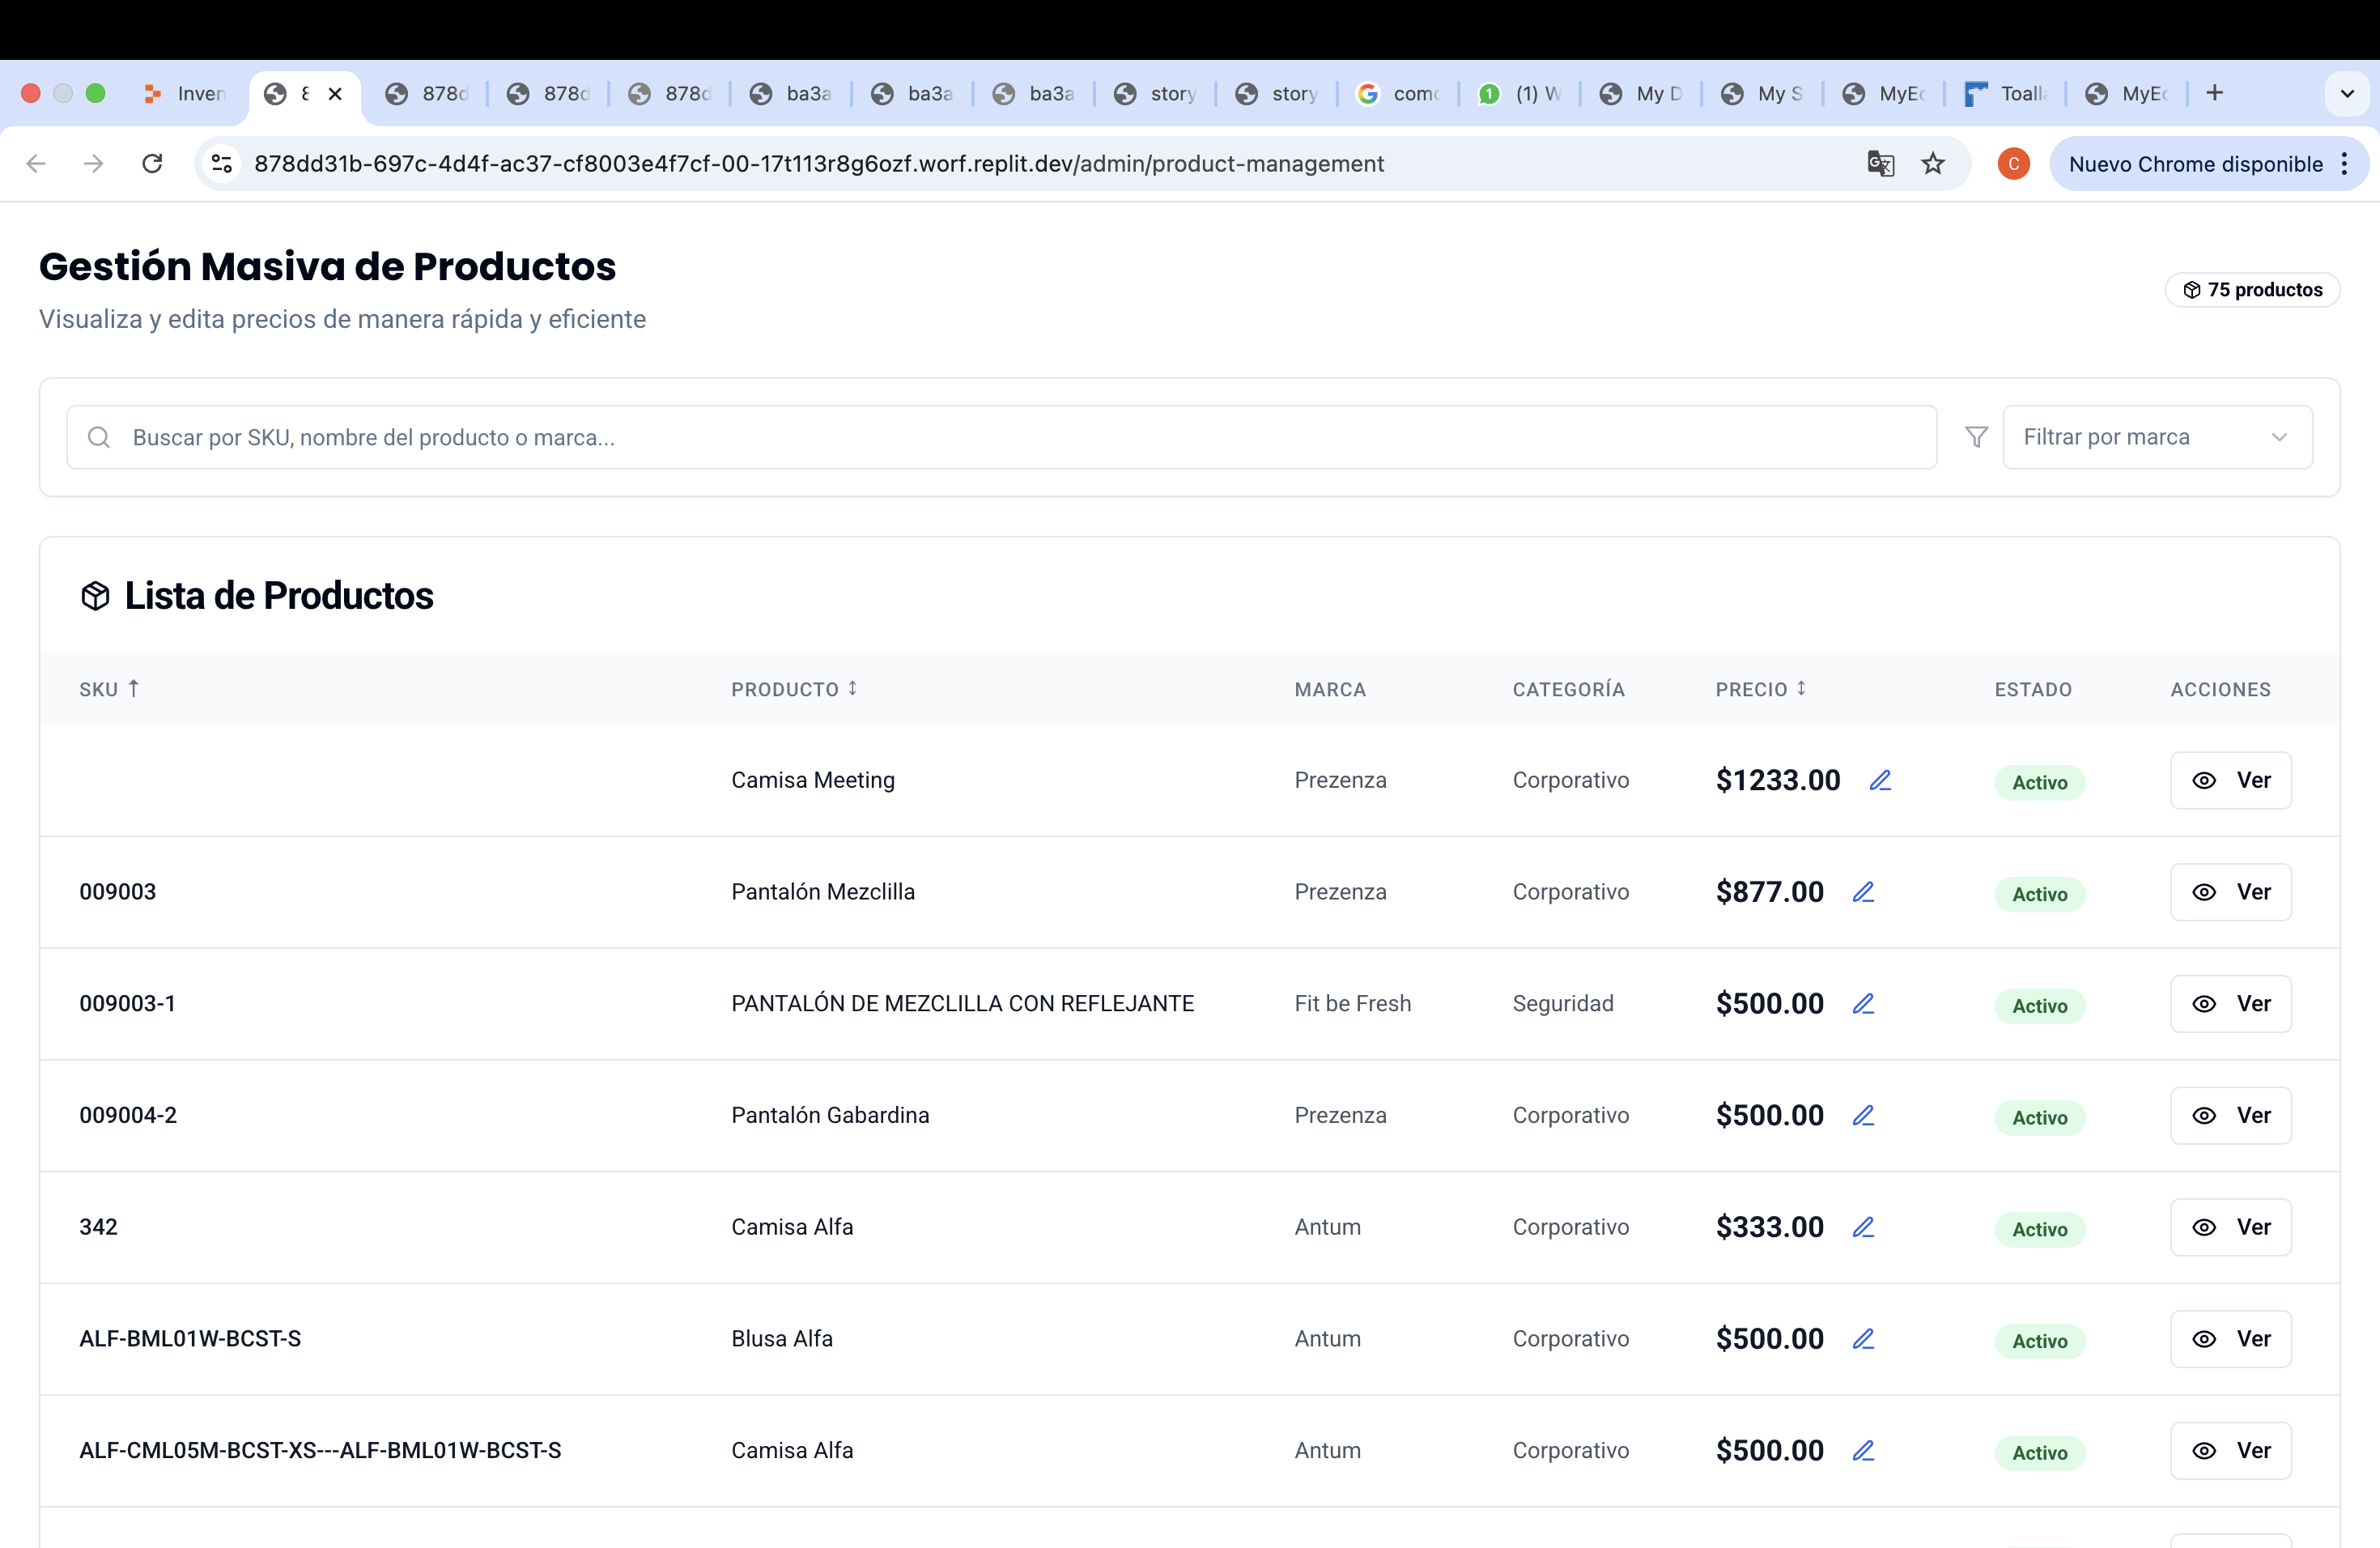 Inven
878d
878d
878d
ba3a
ba3a
ba3a
story
story
como
1
(1) W
My D
My S
MyEc
Toalla
MyEc
878dd31b-697c-4d4f-ac37-cf8003e4f7cf-00-17t113r8g6ozf.worf.replit.dev/admin/product-management
C
Nuevo Chrome disponible
Gestión Masiva de Productos
75 productos
Visualiza y edita precios de manera rápida y eficiente
Buscar por SKU, nombre del producto o marca...
Filtrar por marca
Lista de Productos
SKU PRODUCTO MARCA CATEGORÍA PRECIO ESTADO ACCIONES
Camisa Meeting Prezenza Corporativo $1233.00 Activo Ver
009003 Pantalón Mezclilla Prezenza Corporativo $877.00 Activo Ver
009003-1 PANTALÓN DE MEZCLILLA CON REFLEJANTE Fit be Fresh Seguridad $500.00 Activo Ver
009004-2 Pantalón Gabardina Prezenza Corporativo $500.00 Activo Ver
342 Camisa Alfa Antum Corporativo $333.00 Activo Ver
ALF-BML01W-BCST-S Blusa Alfa Antum Corporativo $500.00 Activo Ver
ALF-CML05M-BCST-XS---ALF-BML01W-BCST-S Camisa Alfa Antum Corporativo $500.00 Activo Ver